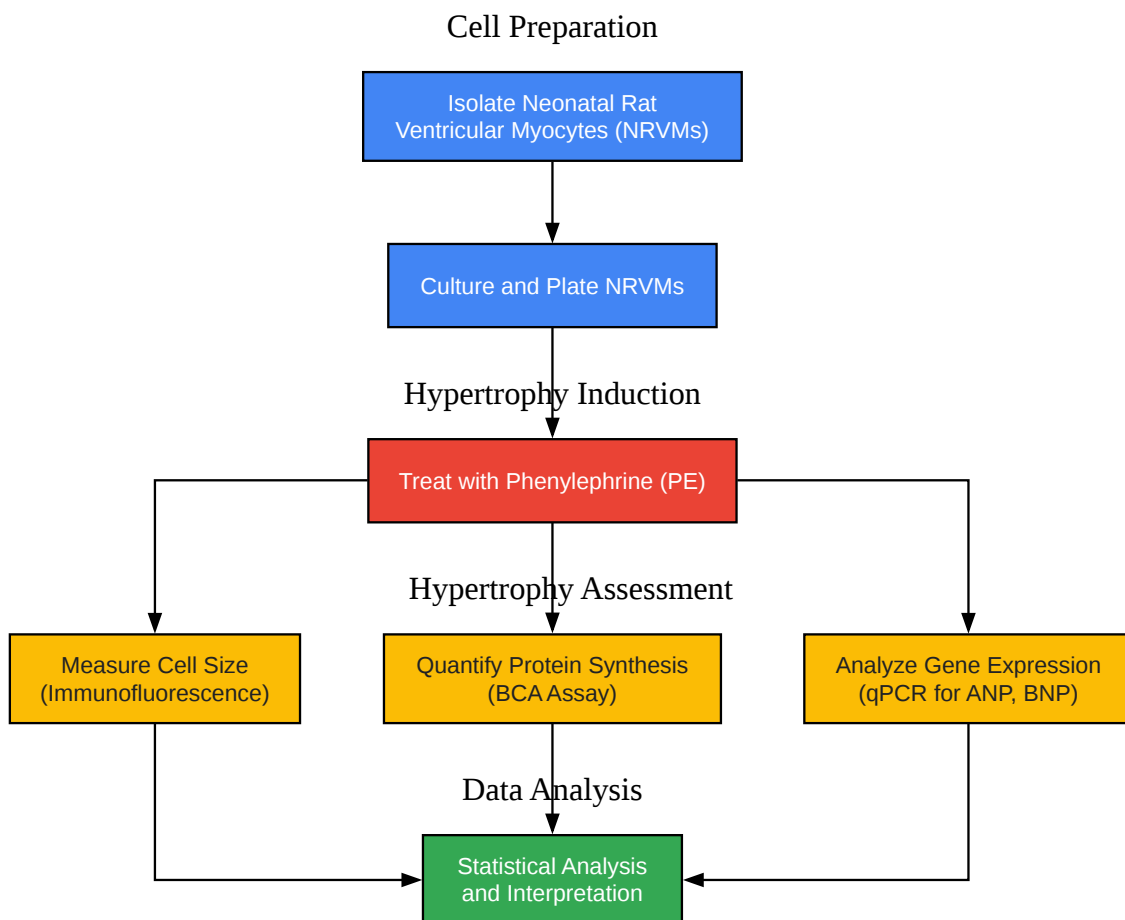 Cell Preparation
Isolate Neonatal Rat
Ventricular Myocytes (NRVMs)
Culture and Plate NRVMs
Hypertrophy Induction
Treat with Phenylephrine (PE)
Hypertrophy Assessment
Measure Cell Size
(Immunofluorescence)
Quantify Protein Synthesis
(BCA Assay)
Analyze Gene Expression
(qPCR for ANP, BNP)
Data Analysis
Statistical Analysis
and Interpretation